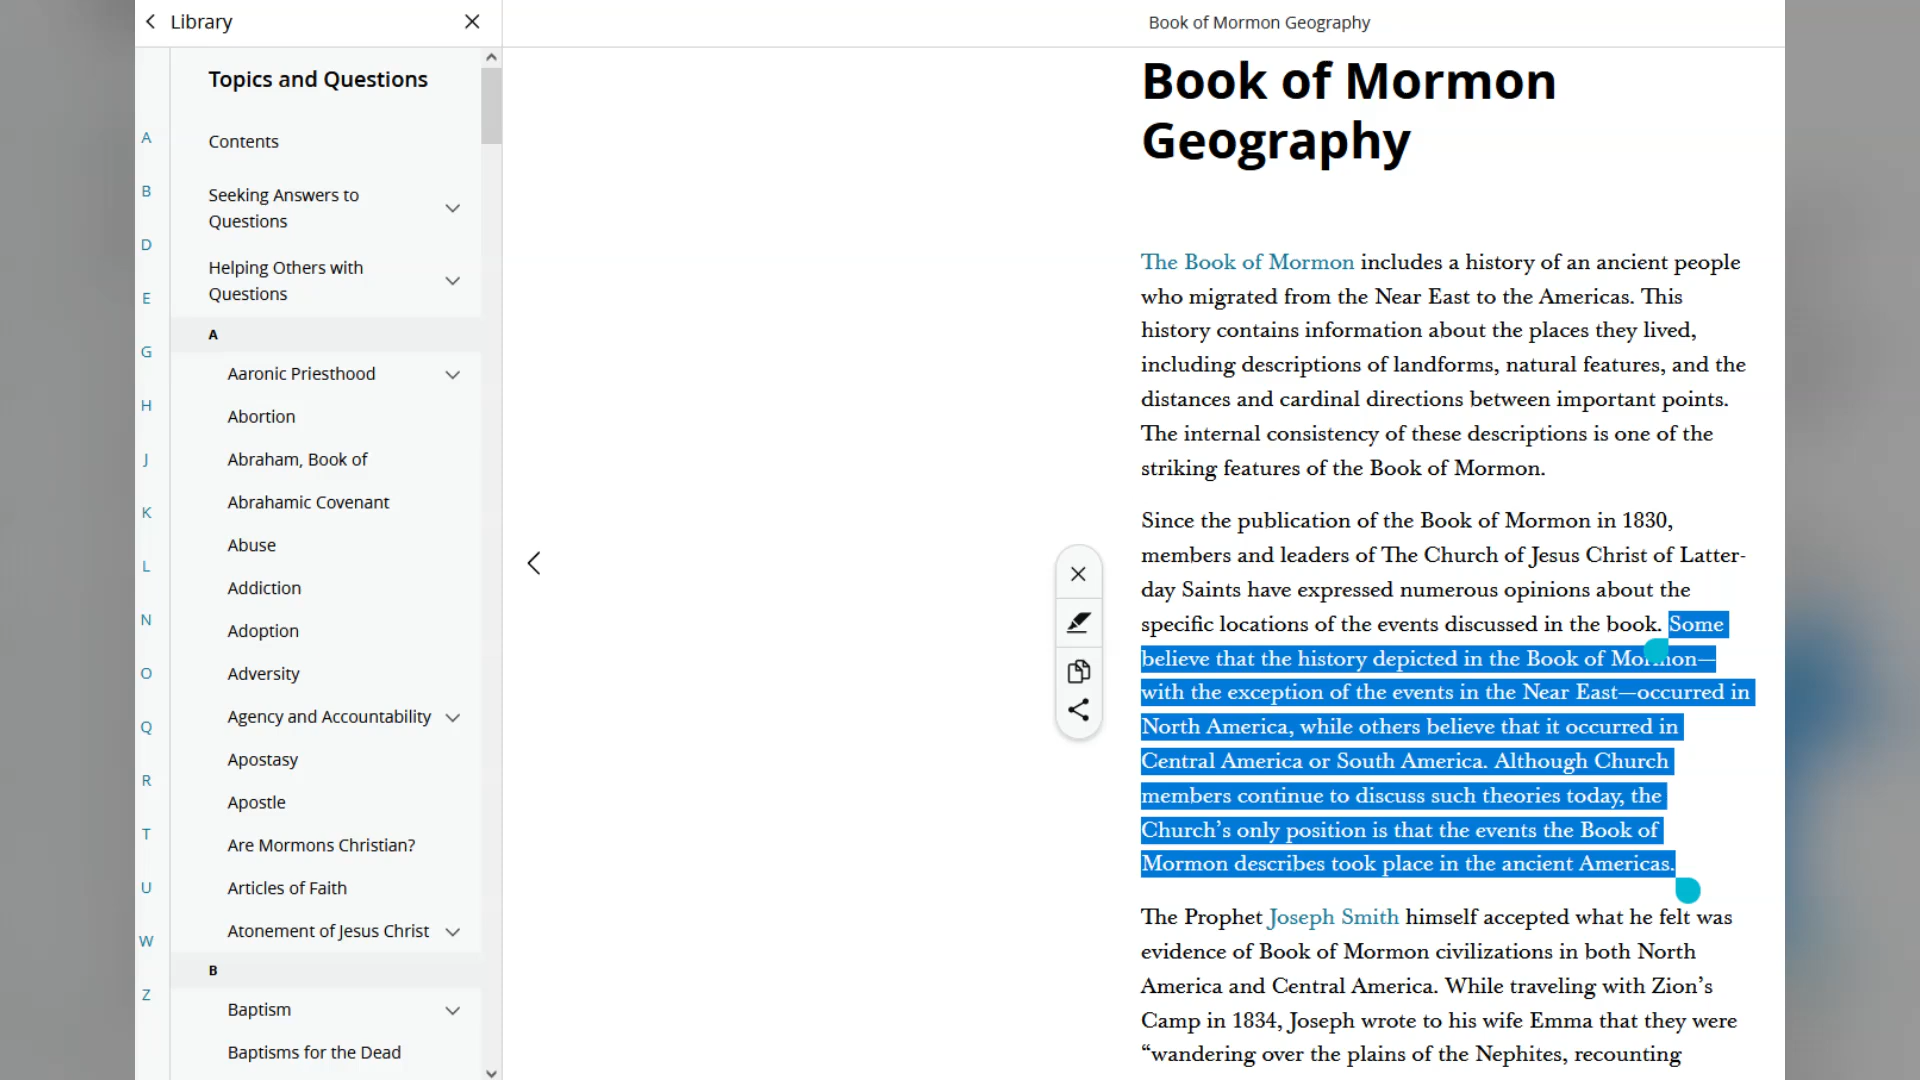 Library
Book of Mormon Geography
Topics and Questions
Contents
Seeking Answers to
Questions
Helping Others with
Questions
A
Aaronic Priesthood
Abortion
Abraham, Book of
Abrahamic Covenant
Abuse
Addiction
Adoption
Adversity
Agency and Accountability
Apostasy
Apostle
Are Mormons Christian?
Articles of Faith
Atonement of Jesus Christ
B
Baptism
Baptisms for the Dead
A
B
D
E
G
H
J
K
L
N
O
Q
R
T
U
W
Z
Book of Mormon
Geography
The Book of Mormon includes a history of an ancient people
who migrated from the Near East to the Americas. This
history contains information about the places they lived,
including descriptions of landforms, natural features, and the
distances and cardinal directions between important points.
The internal consistency of these descriptions is one of the
striking features of the Book of Mormon.
Since the publication of the Book of Mormon in 1830,
members and leaders of The Church of Jesus Christ of Latter-
day Saints have expressed numerous opinions about the
specific locations of the events discussed in the book. Some
believe that the history depicted in the Book of Mormon—
with the exception of the events in the Near East—occurred in
North America, while others believe that it occurred in
Central America or South America. Although Church
members continue to discuss such theories today, the
Church’s only position is that the events the Book of
Mormon describes took place in the ancient Americas.
The Prophet Joseph Smith himself accepted what he felt was
evidence of Book of Mormon civilizations in both North
America and Central America. While traveling with Zion’s
Camp in 1834, Joseph wrote to his wife Emma that they were
“wandering over the plains of the Nephites, recounting